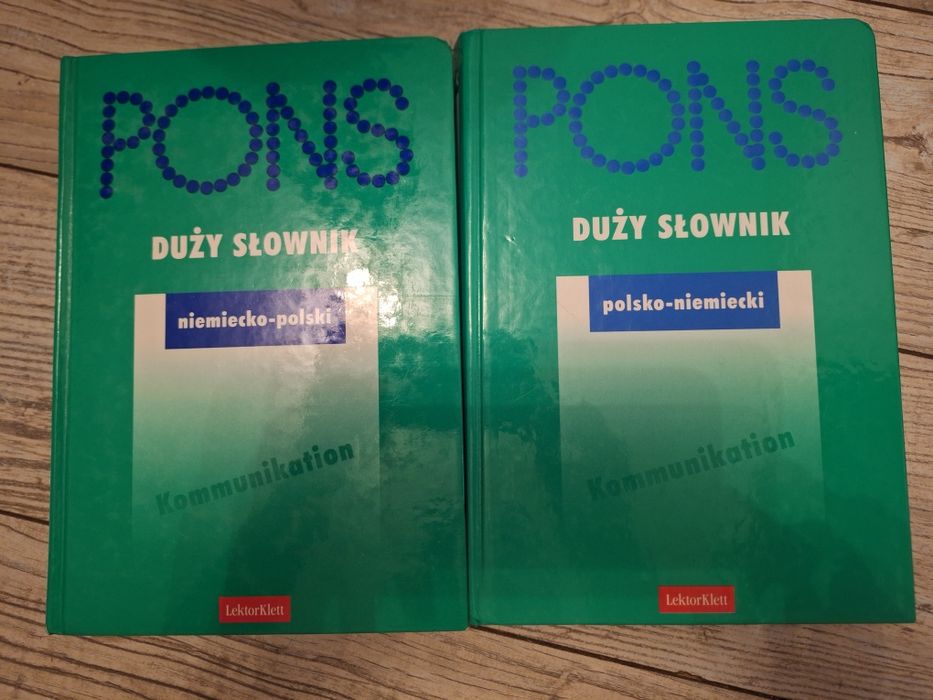 PONS
DUŻY SŁOWNIK
niemiecko-polski
Kommunikation
LektorKlett
PONS
DUŻY SŁOWNIK
polsko-niemiecki
Kommunikation
LektorKlett